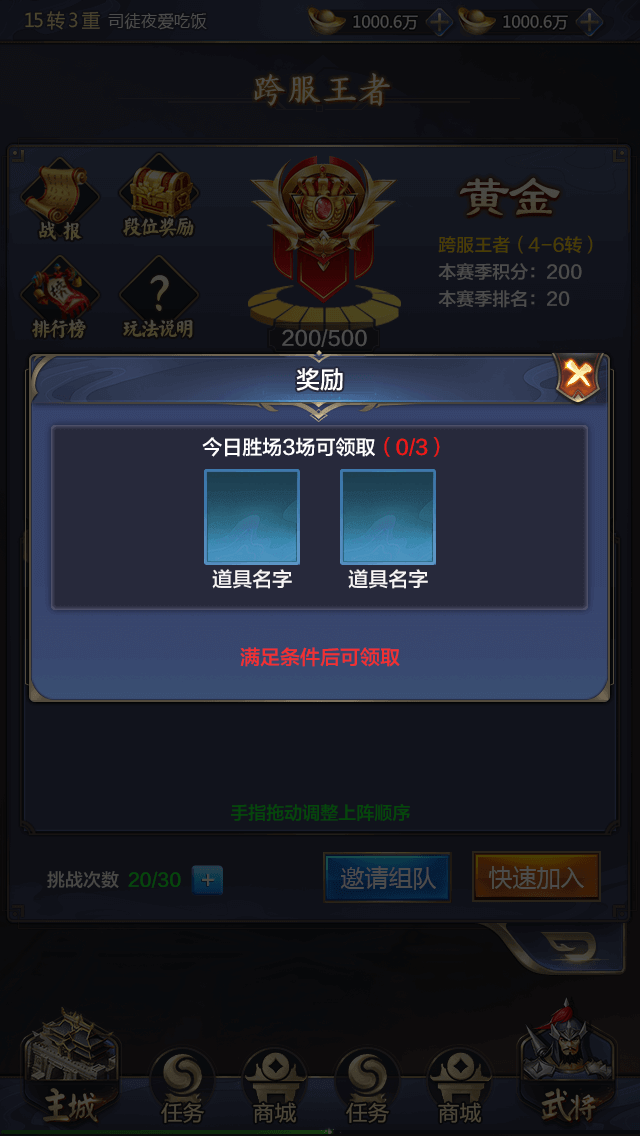 15转3重 司徒夜爱吃饭 1000.6万 1000.6万
跨服王者
战报 段位奖励
黄金
跨服王者（4-6转）
本赛季积分：200
本赛季排名：20
排行榜 玩法说明
200/500
奖励
今日胜场3场可领取（0/3）
道具名字 道具名字
满足条件后可领取
手指拖动调整上阵顺序
挑战次数 20/30 邀请组队 快速加入
主城 任务 商城 任务 商城 武将